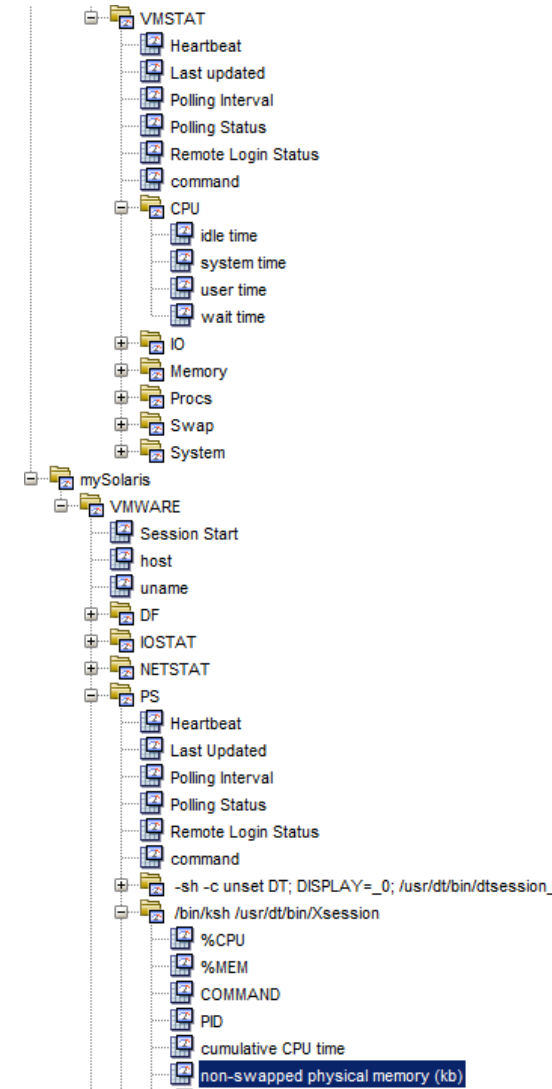 VMSTAT
Heartbeat
Last updated
Polling Interval
Polling Status
Remote Login Status
command
CPU
idle time
system time
user time
wait time
IO
Memory
Procs
Swap
System
mySolaris
VMWARE
Session Start
host
uname
DF
IOSTAT
NETSTAT
PS
Heartbeat
Last Updated
Polling Interval
Polling Status
Remote Login Status
command
-sh -c unset DT; DISPLAY=_0; /usr/dt/bin/dtsession_
/bin/ksh /usr/dt/bin/Xsession
%CPU
%MEM
COMMAND
PID
cumulative CPU time
non-swapped physical memory (kb)